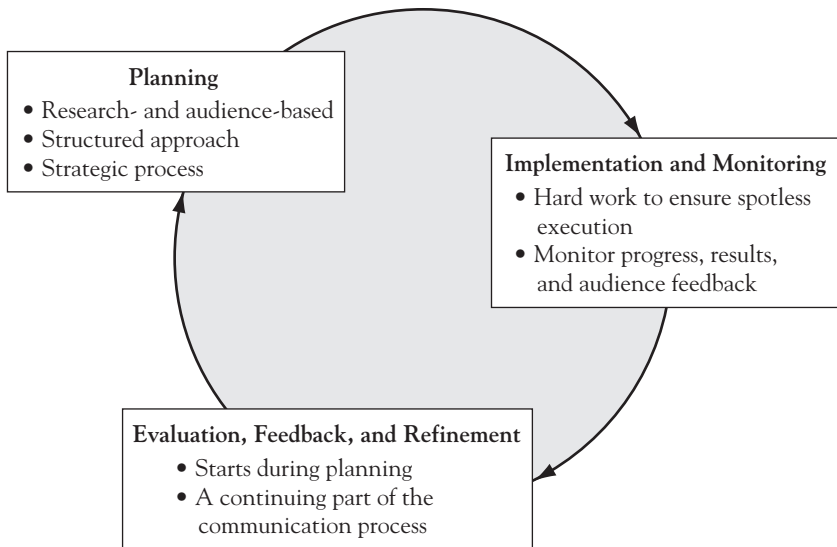 Planning
• Research- and audience-based
• Structured approach
• Strategic process
Implementation and Monitoring
• Hard work to ensure spotless
execution
• Monitor progress, results,
and audience feedback
Evaluation, Feedback, and Refinement
• Starts during planning
• A continuing part of the
communication process